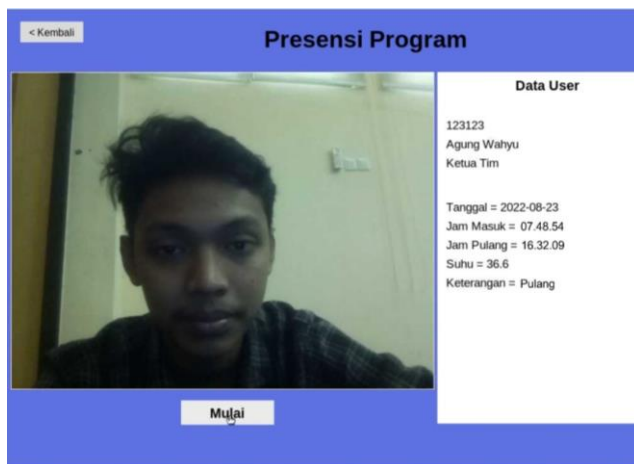 < Kembali
Presensi Program
Data User
123123
Agung Wahyu
Ketua Tim
Tanggal = 2022-08-23
Jam Masuk = 07.48.54
Jam Pulang = 16.32.09
Suhu = 36.6
Keterangan = Pulang
Mulai